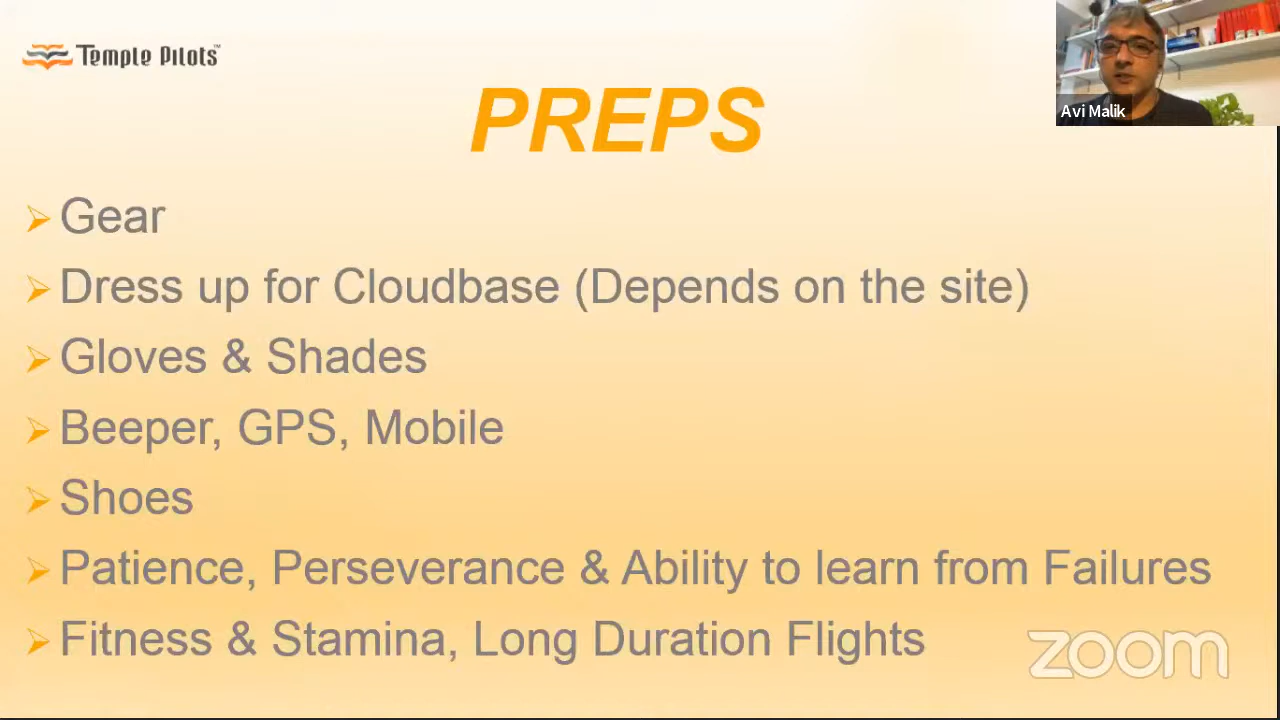 Temple Pilots™
Avi Malik
PREPS
Gear
Dress up for Cloudbase (Depends on the site)
Gloves & Shades
Beeper, GPS, Mobile
Shoes
Patience, Perseverance & Ability to learn from Failures
Fitness & Stamina, Long Duration Flights
zoom